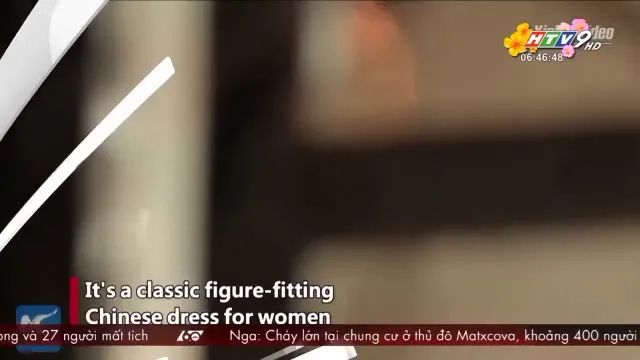 HTV9 HD
06:46:48
It's a classic figure-fitting
Chinese dress for women
và 27 người mất tích
Nga: Cháy lớn tại chung cư ở thủ đô Matxcova, khoảng 400 người